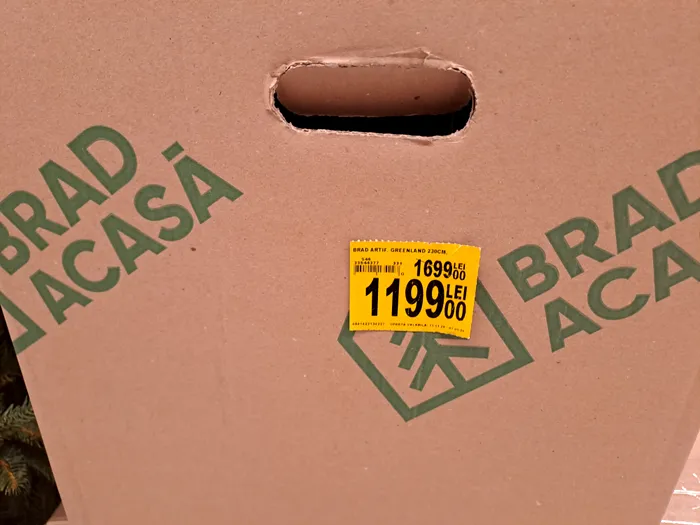 BRAD
ACASĂ
BRAD ARTIF. GREENLAND 220CM.
1699 LEI 00
1199 LEI 00
BRAD
ACASĂ